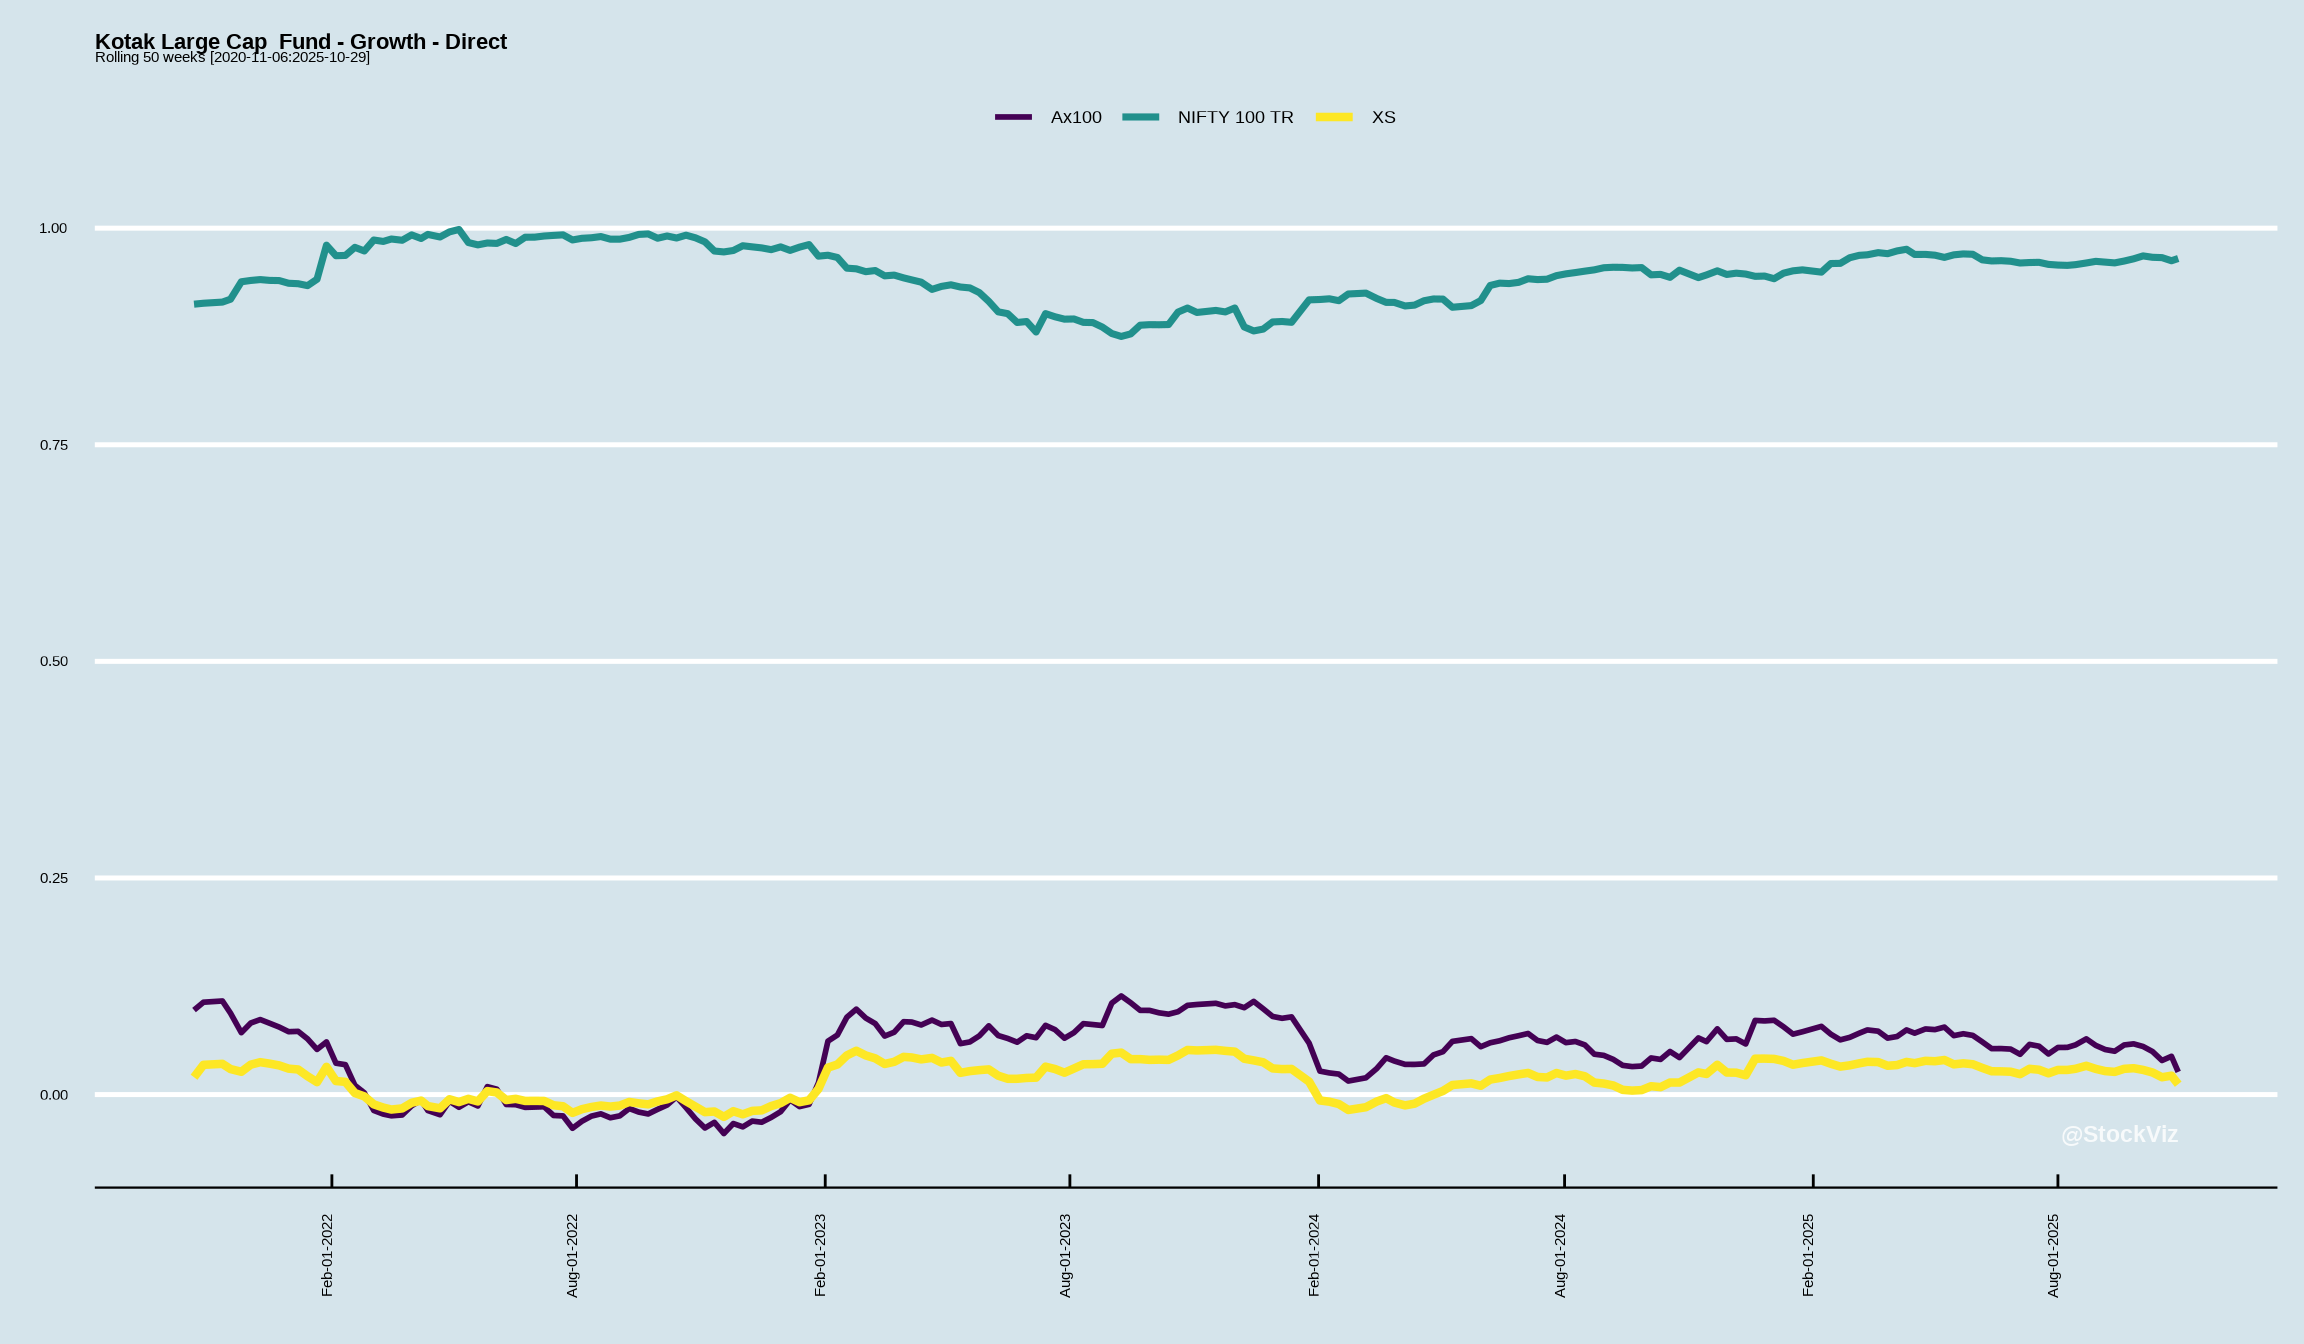 Kotak Large Cap  Fund - Growth - Direct
Rolling 50 weeks [2020-11-06:2025-10-29]
Ax100 NIFTY 100 TR XS
1.00
0.75
0.50
0.25
0.00
@StockViz
Feb-01-2022
Aug-01-2022
Feb-01-2023
Aug-01-2023
Feb-01-2024
Aug-01-2024
Feb-01-2025
Aug-01-2025